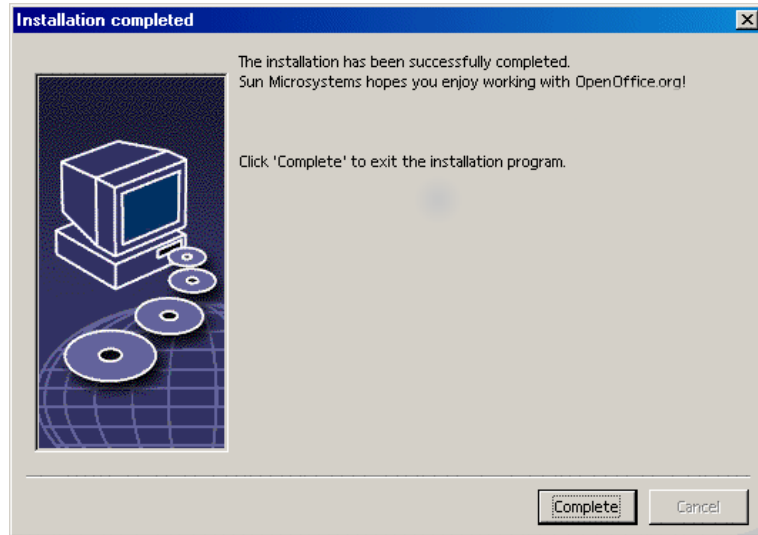 Installation completed
The installation has been successfully completed.
Sun Microsystems hopes you enjoy working with OpenOffice.org!
Click 'Complete' to exit the installation program.
Complete
Cancel